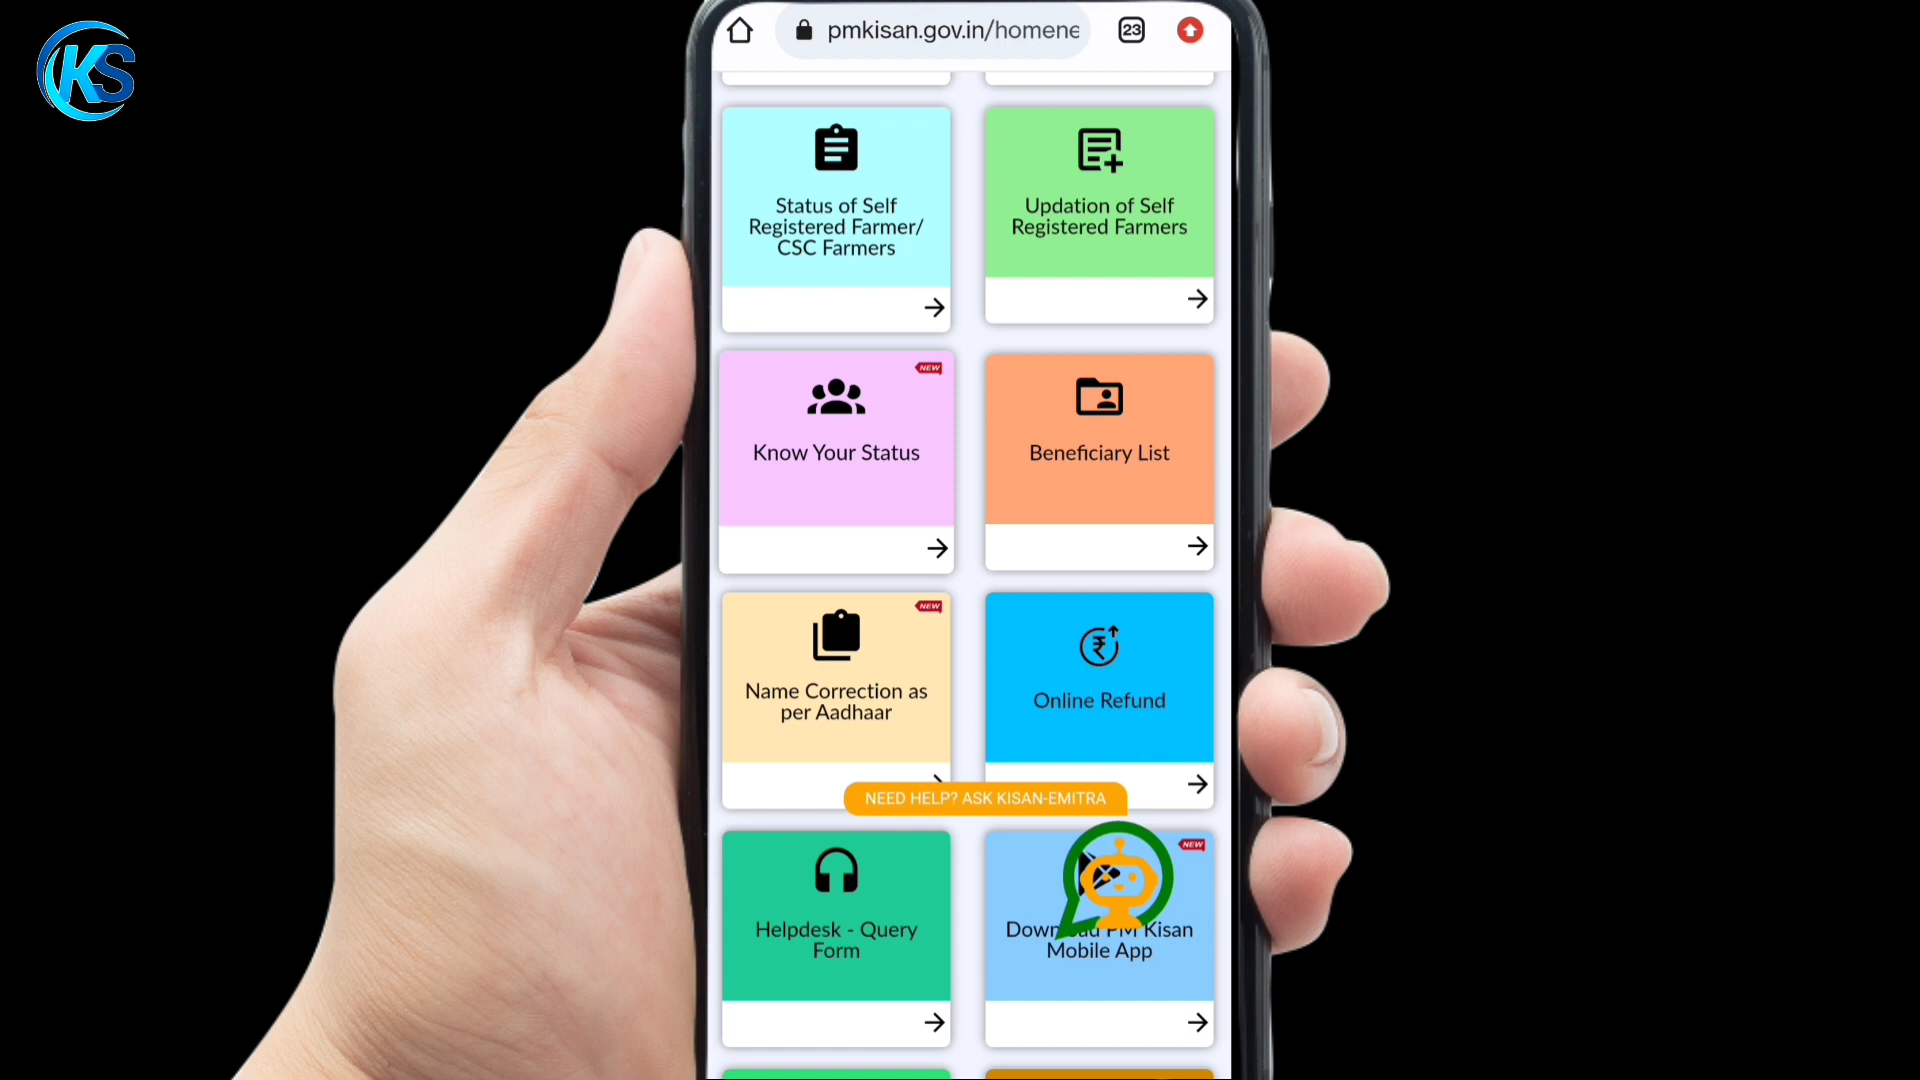 KS
pmkisan.gov.in/homene
23
Status of Self
Registered Farmer/
CSC Farmers
Updation of Self
Registered Farmers
NEW
Know Your Status
Beneficiary List
NEW
Name Correction as
per Aadhaar
₹
Online Refund
NEED HELP? ASK KISAN-EMITRA
Helpdesk - Query
Form
NEW
Download PM Kisan
Mobile App